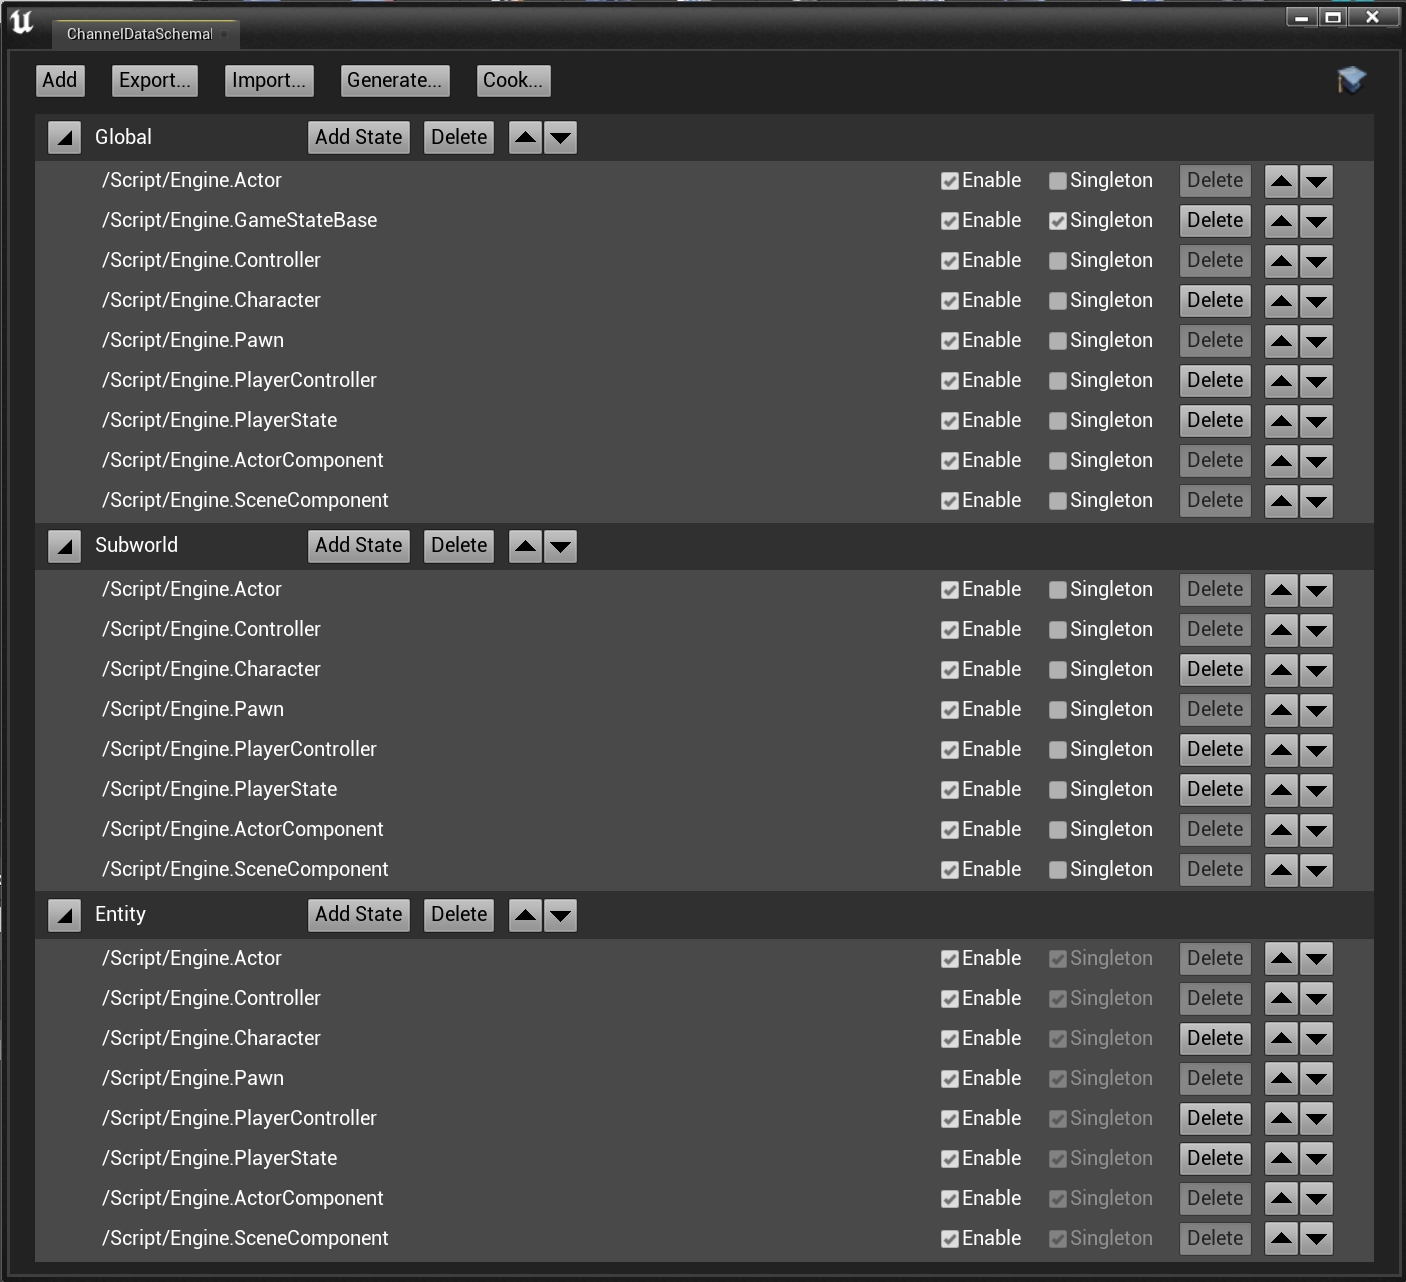 ChannelDataSchemal
Add Export... Import... Generate... Cook...
Global Add State Delete
/Script/Engine.Actor Enable Singleton Delete
/Script/Engine.GameStateBase Enable Singleton Delete
/Script/Engine.Controller Enable Singleton Delete
/Script/Engine.Character Enable Singleton Delete
/Script/Engine.Pawn Enable Singleton Delete
/Script/Engine.PlayerController Enable Singleton Delete
/Script/Engine.PlayerState Enable Singleton Delete
/Script/Engine.ActorComponent Enable Singleton Delete
/Script/Engine.SceneComponent Enable Singleton Delete
Subworld Add State Delete
/Script/Engine.Actor Enable Singleton Delete
/Script/Engine.Controller Enable Singleton Delete
/Script/Engine.Character Enable Singleton Delete
/Script/Engine.Pawn Enable Singleton Delete
/Script/Engine.PlayerController Enable Singleton Delete
/Script/Engine.PlayerState Enable Singleton Delete
/Script/Engine.ActorComponent Enable Singleton Delete
/Script/Engine.SceneComponent Enable Singleton Delete
Entity Add State Delete
/Script/Engine.Actor Enable Singleton Delete
/Script/Engine.Controller Enable Singleton Delete
/Script/Engine.Character Enable Singleton Delete
/Script/Engine.Pawn Enable Singleton Delete
/Script/Engine.PlayerController Enable Singleton Delete
/Script/Engine.PlayerState Enable Singleton Delete
/Script/Engine.ActorComponent Enable Singleton Delete
/Script/Engine.SceneComponent Enable Singleton Delete